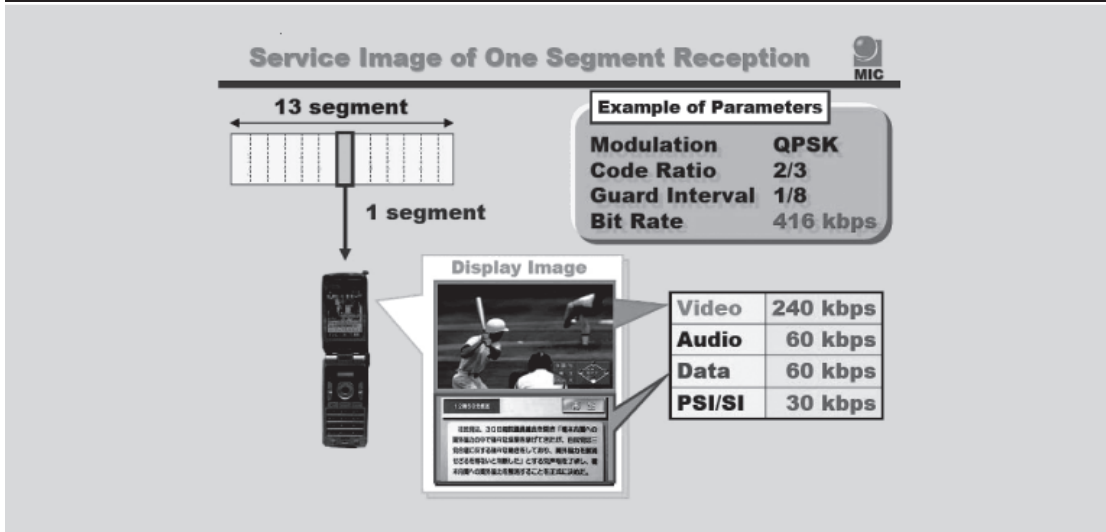 Service Image of One Segment Reception
MIC
13 segment
1 segment
Example of Parameters
Modulation QPSK
Code Ratio 2/3
Guard Interval 1/8
Bit Rate 416 kbps
Display Image
Video 240 kbps
Audio 60 kbps
Data 60 kbps
PSI/SI 30 kbps